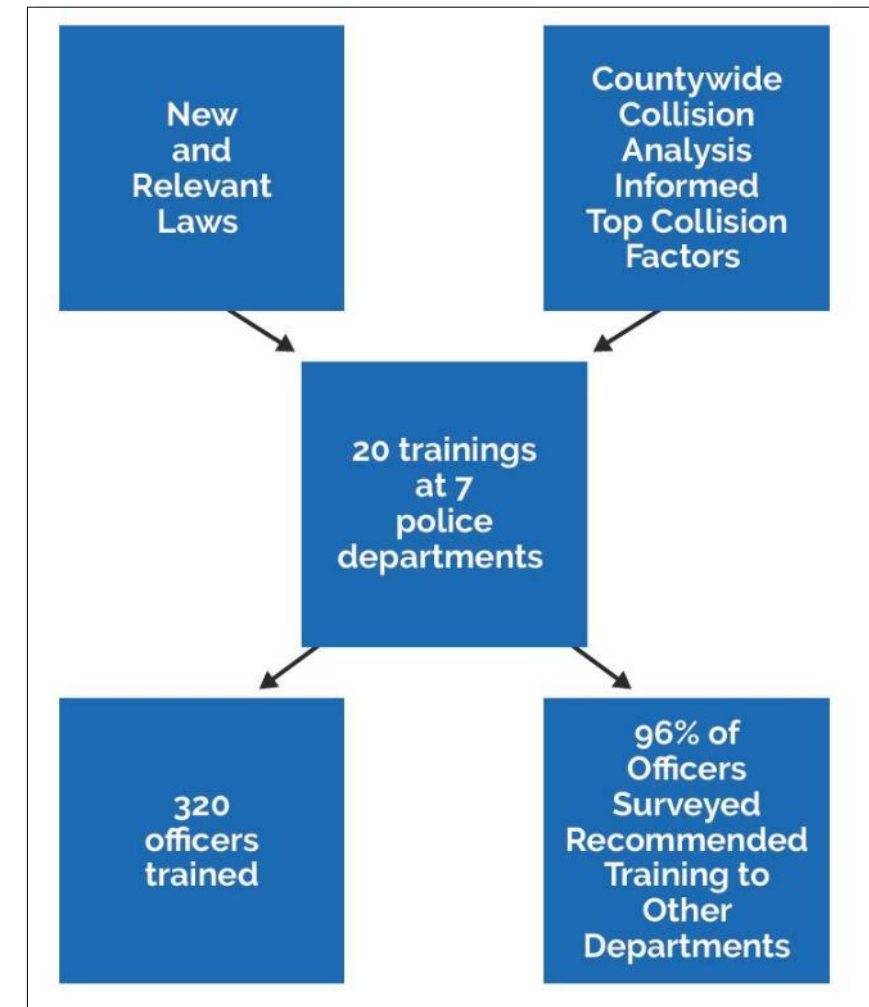 New
and
Relevant
Laws
Countywide
Collision
Analysis
Informed
Top Collision
Factors
20 trainings
at 7
police
departments
320
officers
trained
96% of
Officers
Surveyed
Recommended
Training to
Other
Departments